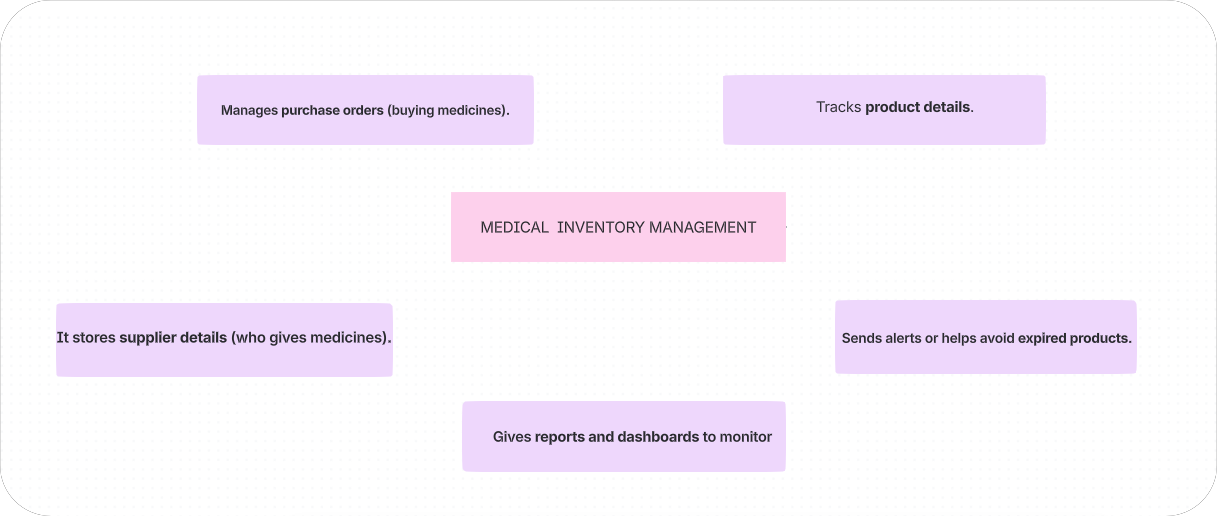 Manages purchase orders (buying medicines).
Tracks product details.
MEDICAL  INVENTORY MANAGEMENT
It stores supplier details (who gives medicines).
Sends alerts or helps avoid expired products.
Gives reports and dashboards to monitor